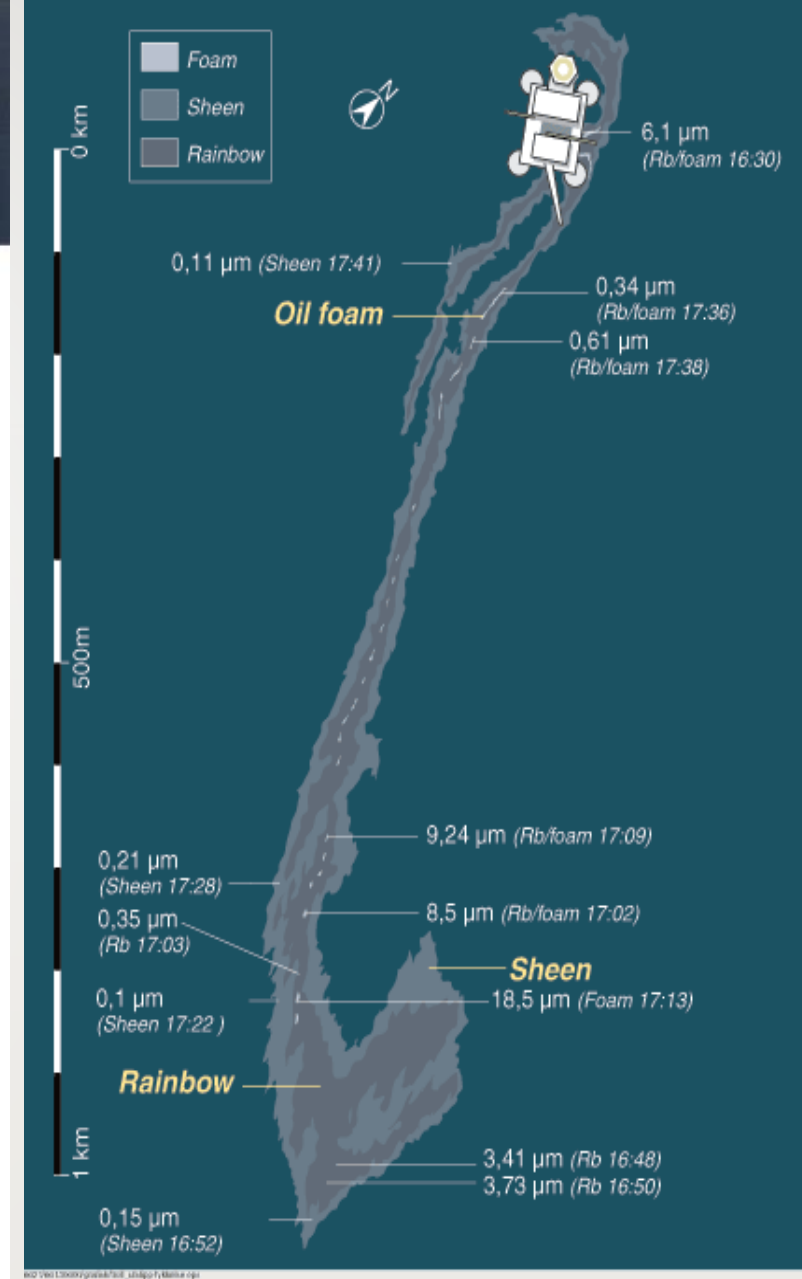 Foam
Sheen
Rainbow
N
0 km
6,1 µm
(Rb/foam 16:30)
0,11 µm (Sheen 17:41)
0,34 µm
(Rb/foam 17:36)
Oil foam
0,61 µm
(Rb/foam 17:38)
500m
9,24 µm (Rb/foam 17:09)
0,21 µm
(Sheen 17:28)
8,5 µm (Rb/foam 17:02)
0,35 µm
(Rb 17:03)
Sheen
0,1 µm
(Sheen 17:22 )
18,5 µm (Foam 17:13)
Rainbow
1 km
3,41 µm (Rb 16:48)
3,73 µm (Rb 16:50)
0,15 µm
(Sheen 16:52)